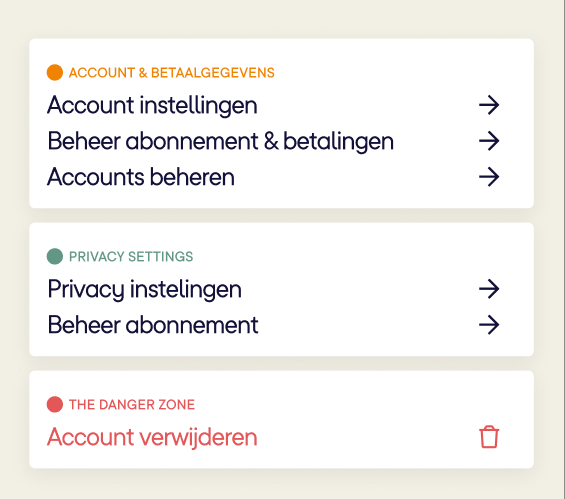 ACCOUNT & BETAALGEGEVENS
Account instellingen
Beheer abonnement & betalingen
Accounts beheren
PRIVACY SETTINGS
Privacy instelingen
Beheer abonnement
THE DANGER ZONE
Account verwijderen